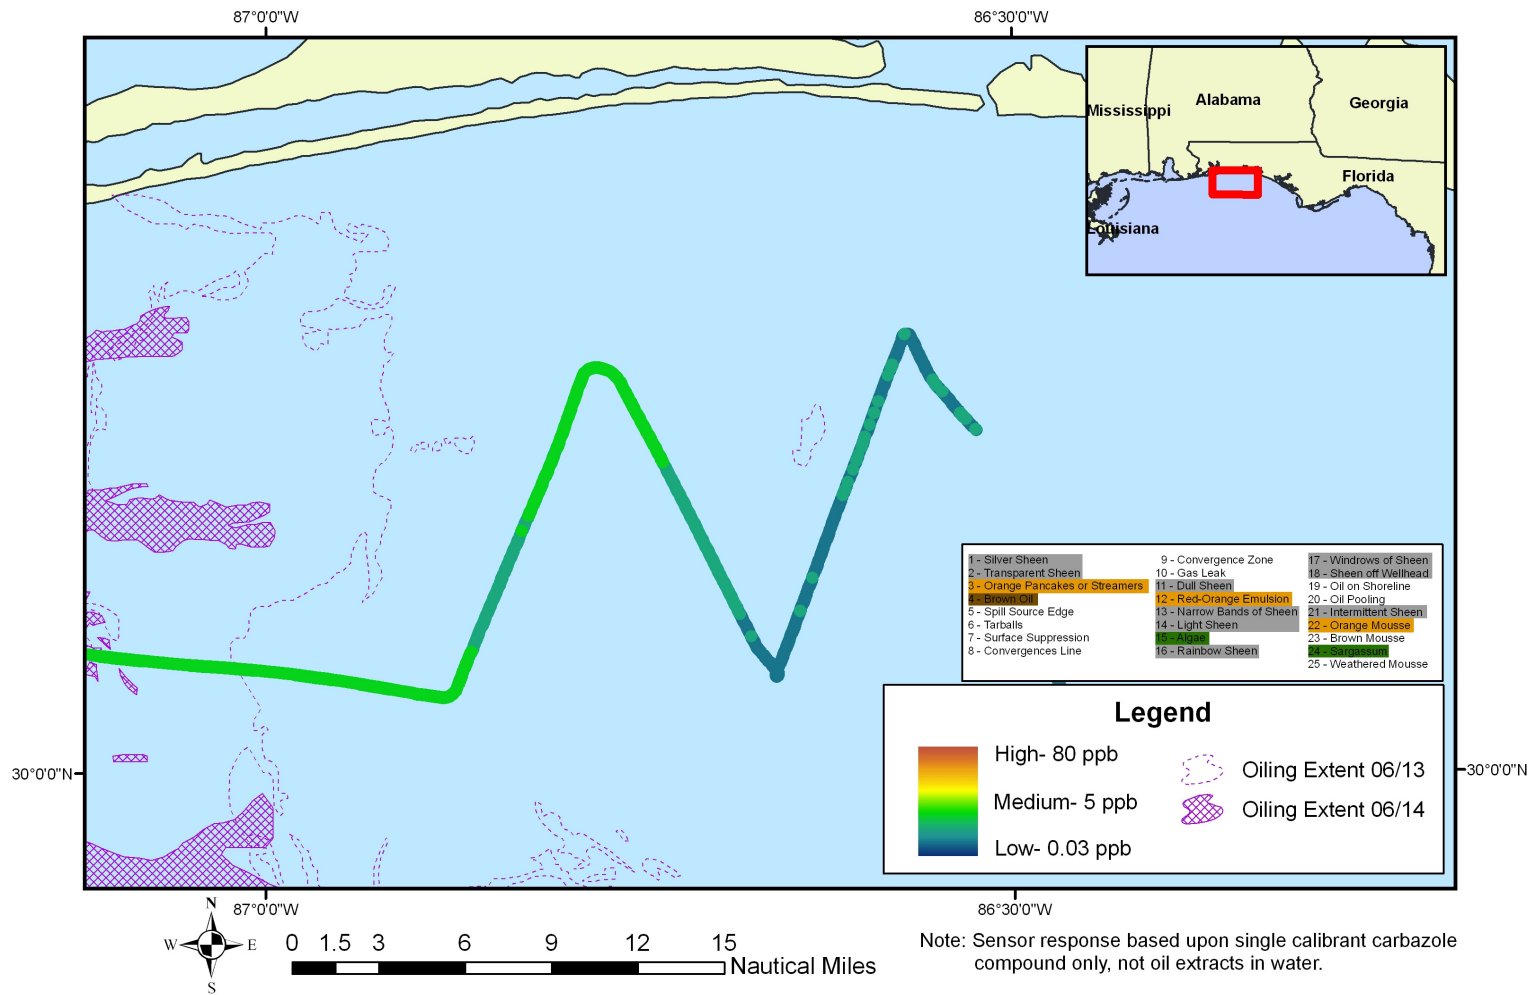 87°0'0"W
86°30'0"W
Mississippi
Alabama
Georgia
Florida
Louisiana
1 - Silver Sheen
2 - Transparent Sheen
3 - Orange Pancakes or Streamers
4 - Brown Oil
5 - Spill Source Edge
6 - Tarballs
7 - Surface Suppression
8 - Convergences Line
9 - Convergence Zone
10 - Gas Leak
11 - Dull Sheen
12 - Red-Orange Emulsion
13 - Narrow Bands of Sheen
14 - Light Sheen
15 - Algae
16 - Rainbow Sheen
17 - Windrows of Sheen
18 - Sheen off Wellhead
19 - Oil on Shoreline
20 - Oil Pooling
21 - Intermittent Sheen
22 - Orange Mousse
23 - Brown Mousse
24 - Sargassum
25 - Weathered Mousse
Legend
High- 80 ppb
Medium- 5 ppb
Low- 0.03 ppb
Oiling Extent 06/13
Oiling Extent 06/14
30°0'0"N
30°0'0"N
87°0'0"W
86°30'0"W
N
W
E
S
0 1.5 3 6 9 12 15
Nautical Miles
Note: Sensor response based upon single calibrant carbazole
compound only, not oil extracts in water.